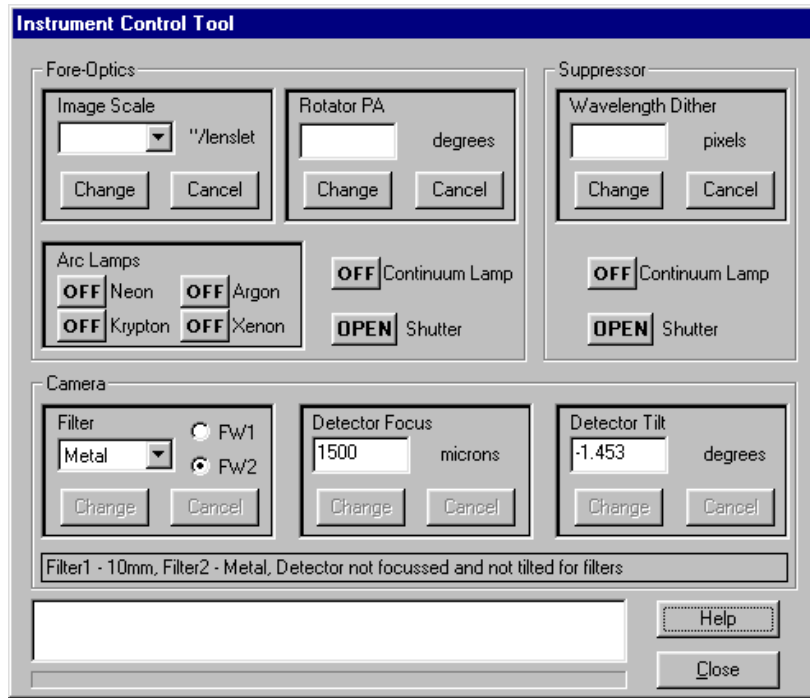 Instrument Control Tool
Fore-Optics
Image Scale
"/lenslet
Change Cancel
Rotator PA
degrees
Change Cancel
Arc Lamps
OFF Neon OFF Argon
OFF Krypton OFF Xenon
OFF Continuum Lamp
OPEN Shutter
Suppressor
Wavelength Dither
pixels
Change Cancel
OFF Continuum Lamp
OPEN Shutter
Camera
Filter
Metal
FW1
FW2
Change Cancel
Detector Focus
1500 microns
Change Cancel
Detector Tilt
-1.453 degrees
Change Cancel
Filter1 - 10mm, Filter2 - Metal, Detector not focussed and not tilted for filters
Help
Close